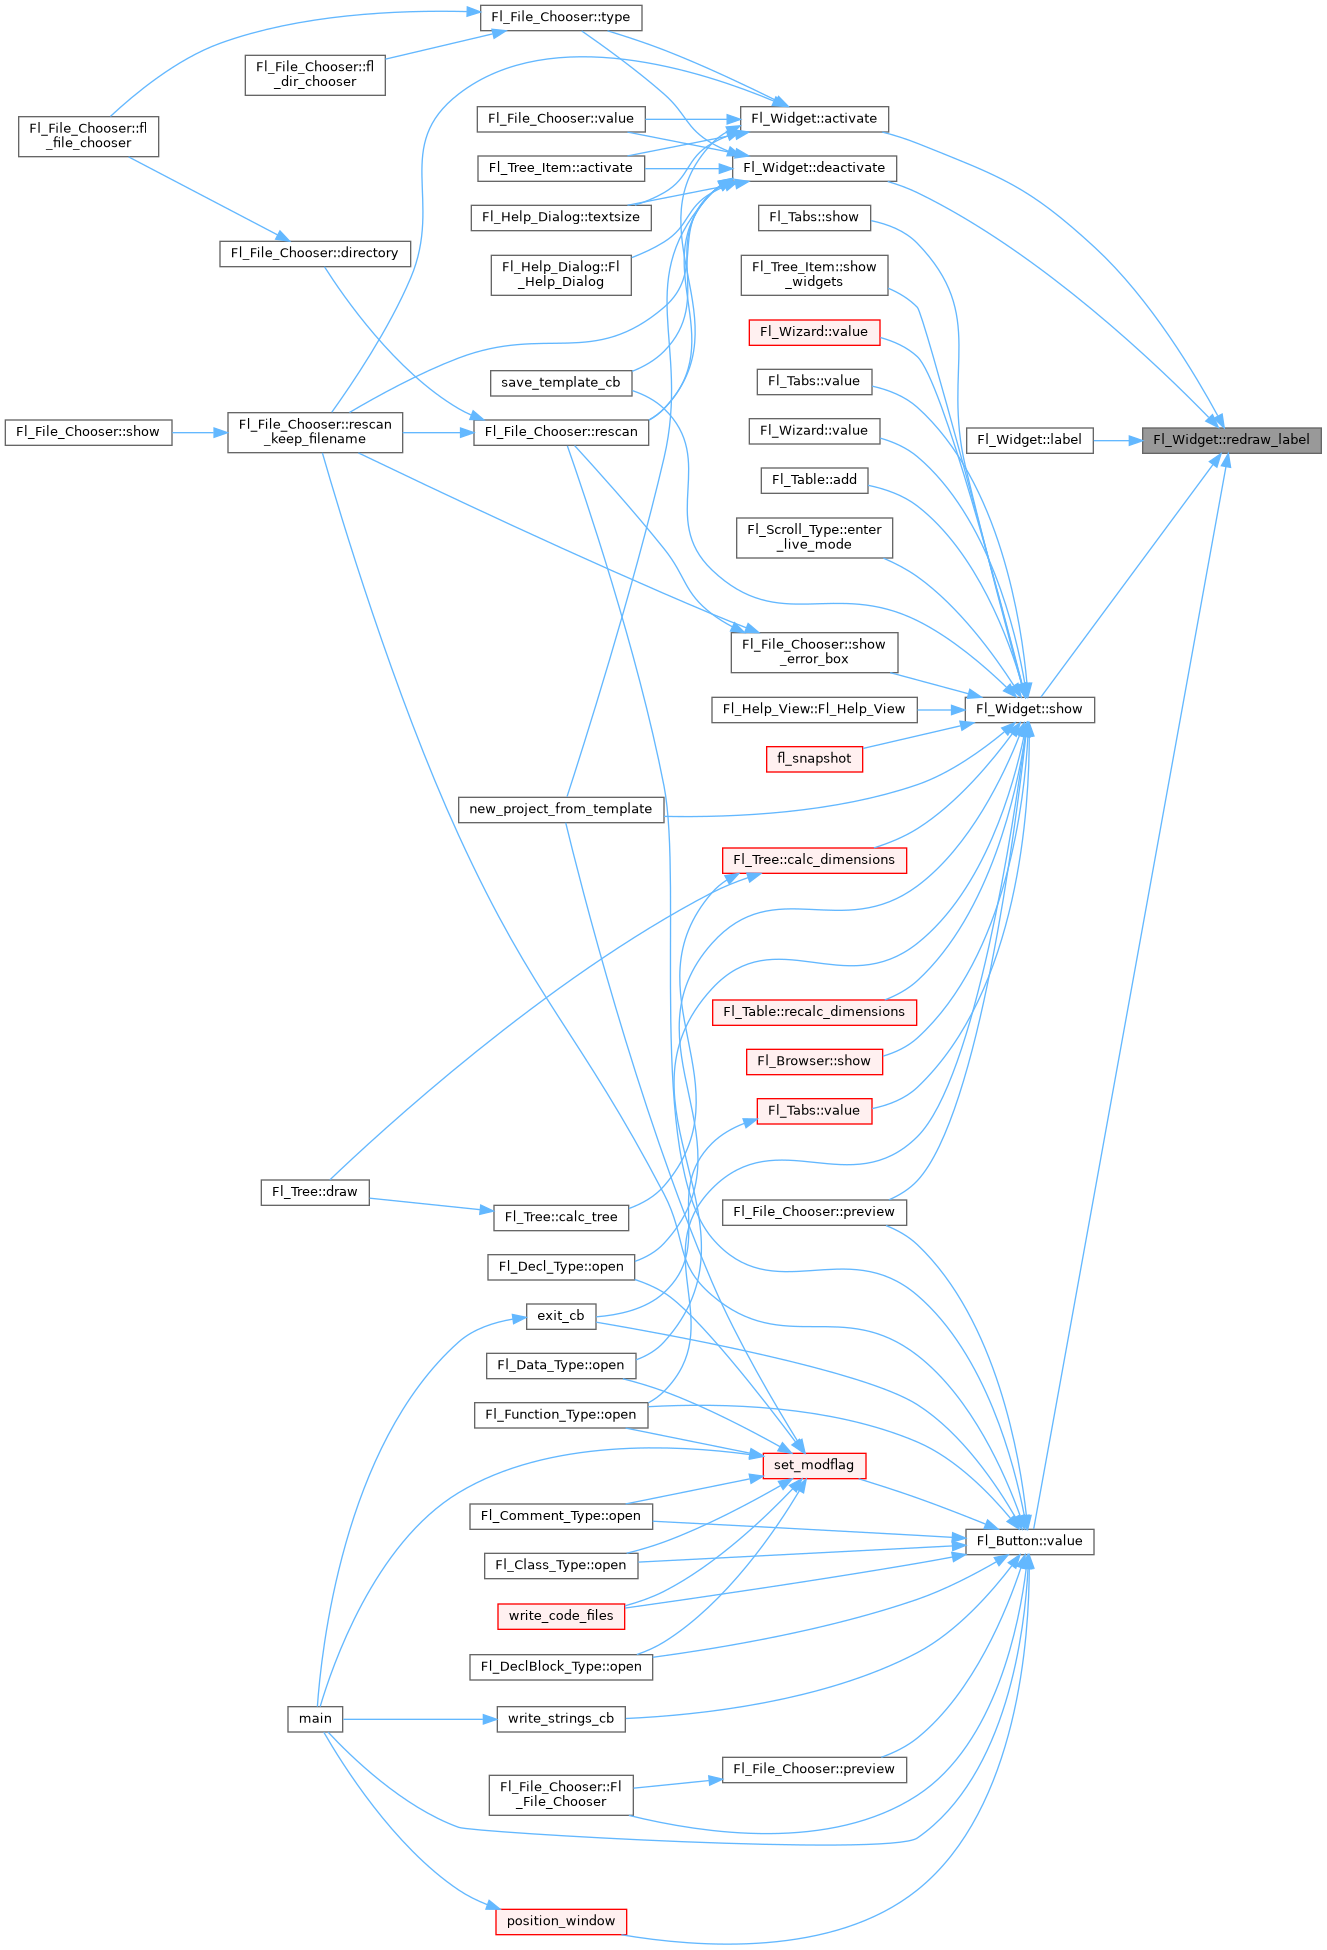 Fl_File_Chooser::type
Fl_File_Chooser::fl
_dir_chooser
Fl_File_Chooser::fl
_file_chooser
Fl_File_Chooser::value
Fl_Widget::activate
Fl_Tree_Item::activate
Fl_Widget::deactivate
Fl_Help_Dialog::textsize
Fl_Tabs::show
Fl_File_Chooser::directory
Fl_Help_Dialog::Fl
_Help_Dialog
Fl_Tree_Item::show
_widgets
Fl_Wizard::value
save_template_cb
Fl_Tabs::value
Fl_File_Chooser::show
Fl_File_Chooser::rescan
_keep_filename
Fl_File_Chooser::rescan
Fl_Wizard::value
Fl_Widget::label
Fl_Widget::redraw_label
Fl_Table::add
Fl_Scroll_Type::enter
_live_mode
Fl_File_Chooser::show
_error_box
Fl_Help_View::Fl_Help_View
Fl_Widget::show
fl_snapshot
new_project_from_template
Fl_Tree::calc_dimensions
Fl_Table::recalc_dimensions
Fl_Browser::show
Fl_Tabs::value
Fl_Tree::draw
Fl_Tree::calc_tree
Fl_File_Chooser::preview
Fl_Decl_Type::open
exit_cb
Fl_Data_Type::open
Fl_Function_Type::open
set_modflag
Fl_Comment_Type::open
Fl_Button::value
Fl_Class_Type::open
write_code_files
Fl_DeclBlock_Type::open
main
write_strings_cb
Fl_File_Chooser::preview
Fl_File_Chooser::Fl
_File_Chooser
position_window